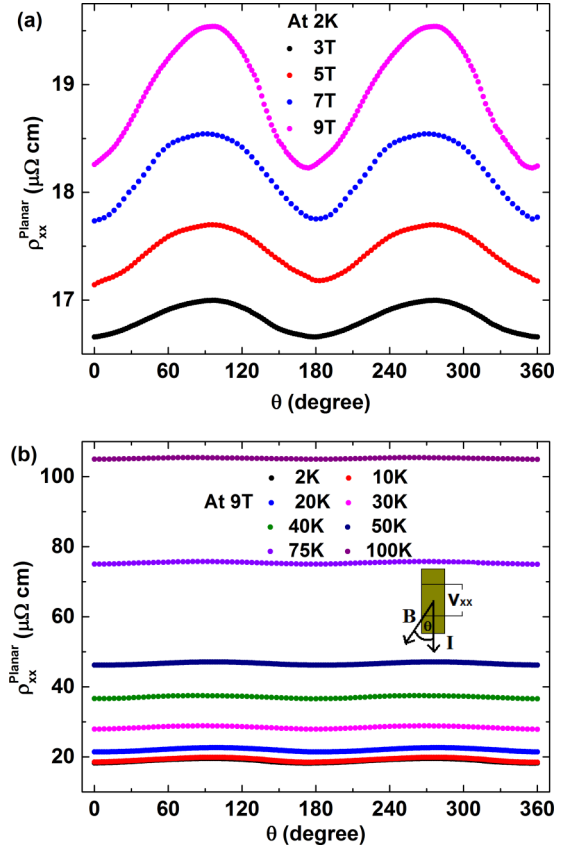 (a)
At 2K
3T
5T
7T
9T
19
18
17
ρxx^Planar (μΩ cm)
0 60 120 180 240 300 360
θ (degree)
(b)
100
80
60
40
20
ρxx^Planar (μΩ cm)
2K 10K
At 9T 20K 30K
40K 50K
75K 100K
Vxx
B
θ
I
0 60 120 180 240 300 360
θ (degree)